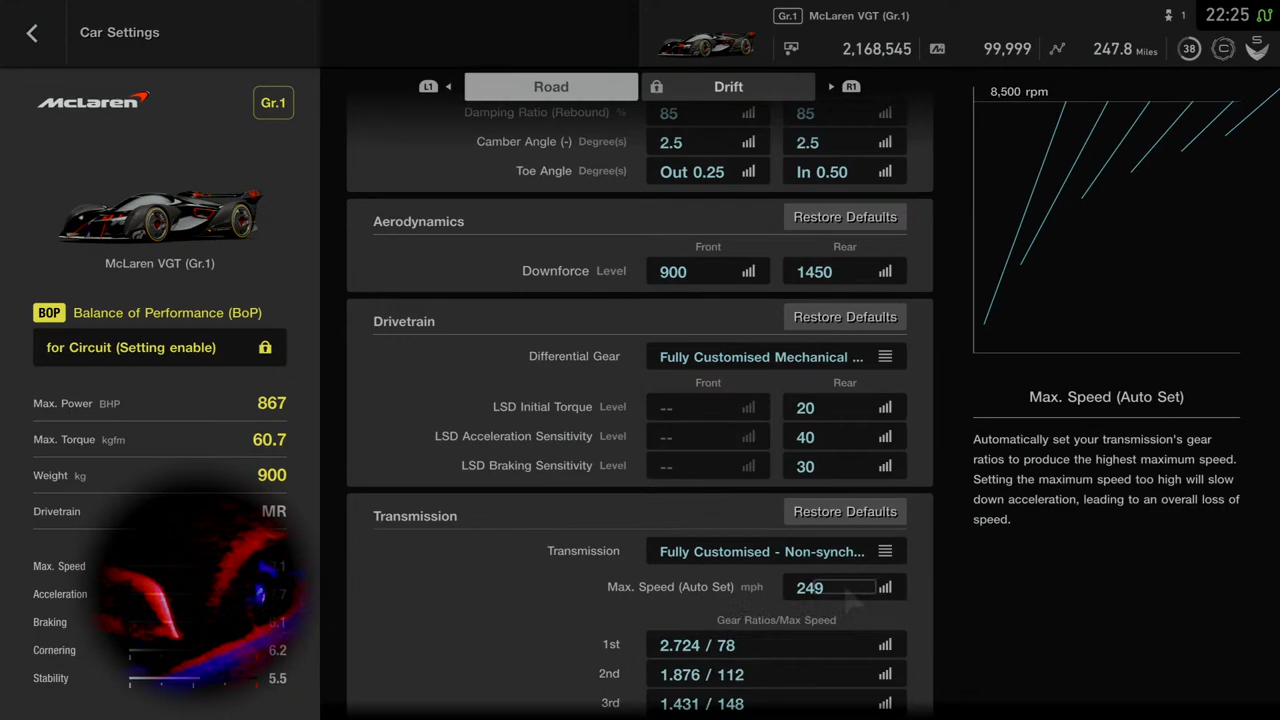 Car Settings
Gr.1 McLaren VGT (Gr.1)
1
22:25
2,168,545
99,999
247.8 Miles
38
C
S
McLaren
Gr.1
McLaren VGT (Gr.1)
BOP Balance of Performance (BoP)
for Circuit (Setting enable)
Max. Power BHP 867
Max. Torque kgfm 60.7
Weight kg 900
Drivetrain MR
Max. Speed
Acceleration
Braking
Cornering 6.2
Stability 5.5
L1 Road Drift R1
Damping Ratio (Rebound) % 85 85
Camber Angle (-) Degree(s) 2.5 2.5
Toe Angle Degree(s) Out 0.25 In 0.50
Aerodynamics Restore Defaults
Front Rear
Downforce Level 900 1450
Drivetrain Restore Defaults
Differential Gear Fully Customised Mechanical ...
Front Rear
LSD Initial Torque Level -- 20
LSD Acceleration Sensitivity Level -- 40
LSD Braking Sensitivity Level -- 30
Transmission Restore Defaults
Transmission Fully Customised - Non-synch...
Max. Speed (Auto Set) mph 249
Gear Ratios/Max Speed
1st 2.724 / 78
2nd 1.876 / 112
3rd 1.431 / 148
8,500 rpm
Max. Speed (Auto Set)
Automatically set your transmission's gear
ratios to produce the highest maximum speed.
Setting the maximum speed too high will slow
down acceleration, leading to an overall loss of
speed.